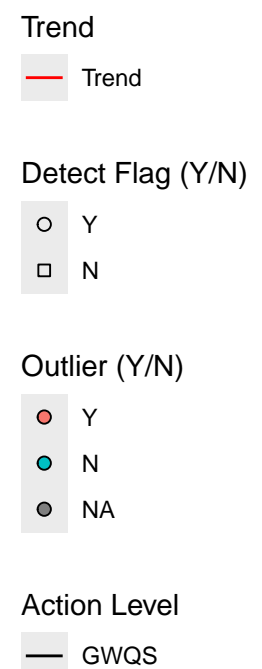 Trend
Trend
Detect Flag (Y/N)
Y
N
Outlier (Y/N)
Y
N
NA
Action Level
GWQS